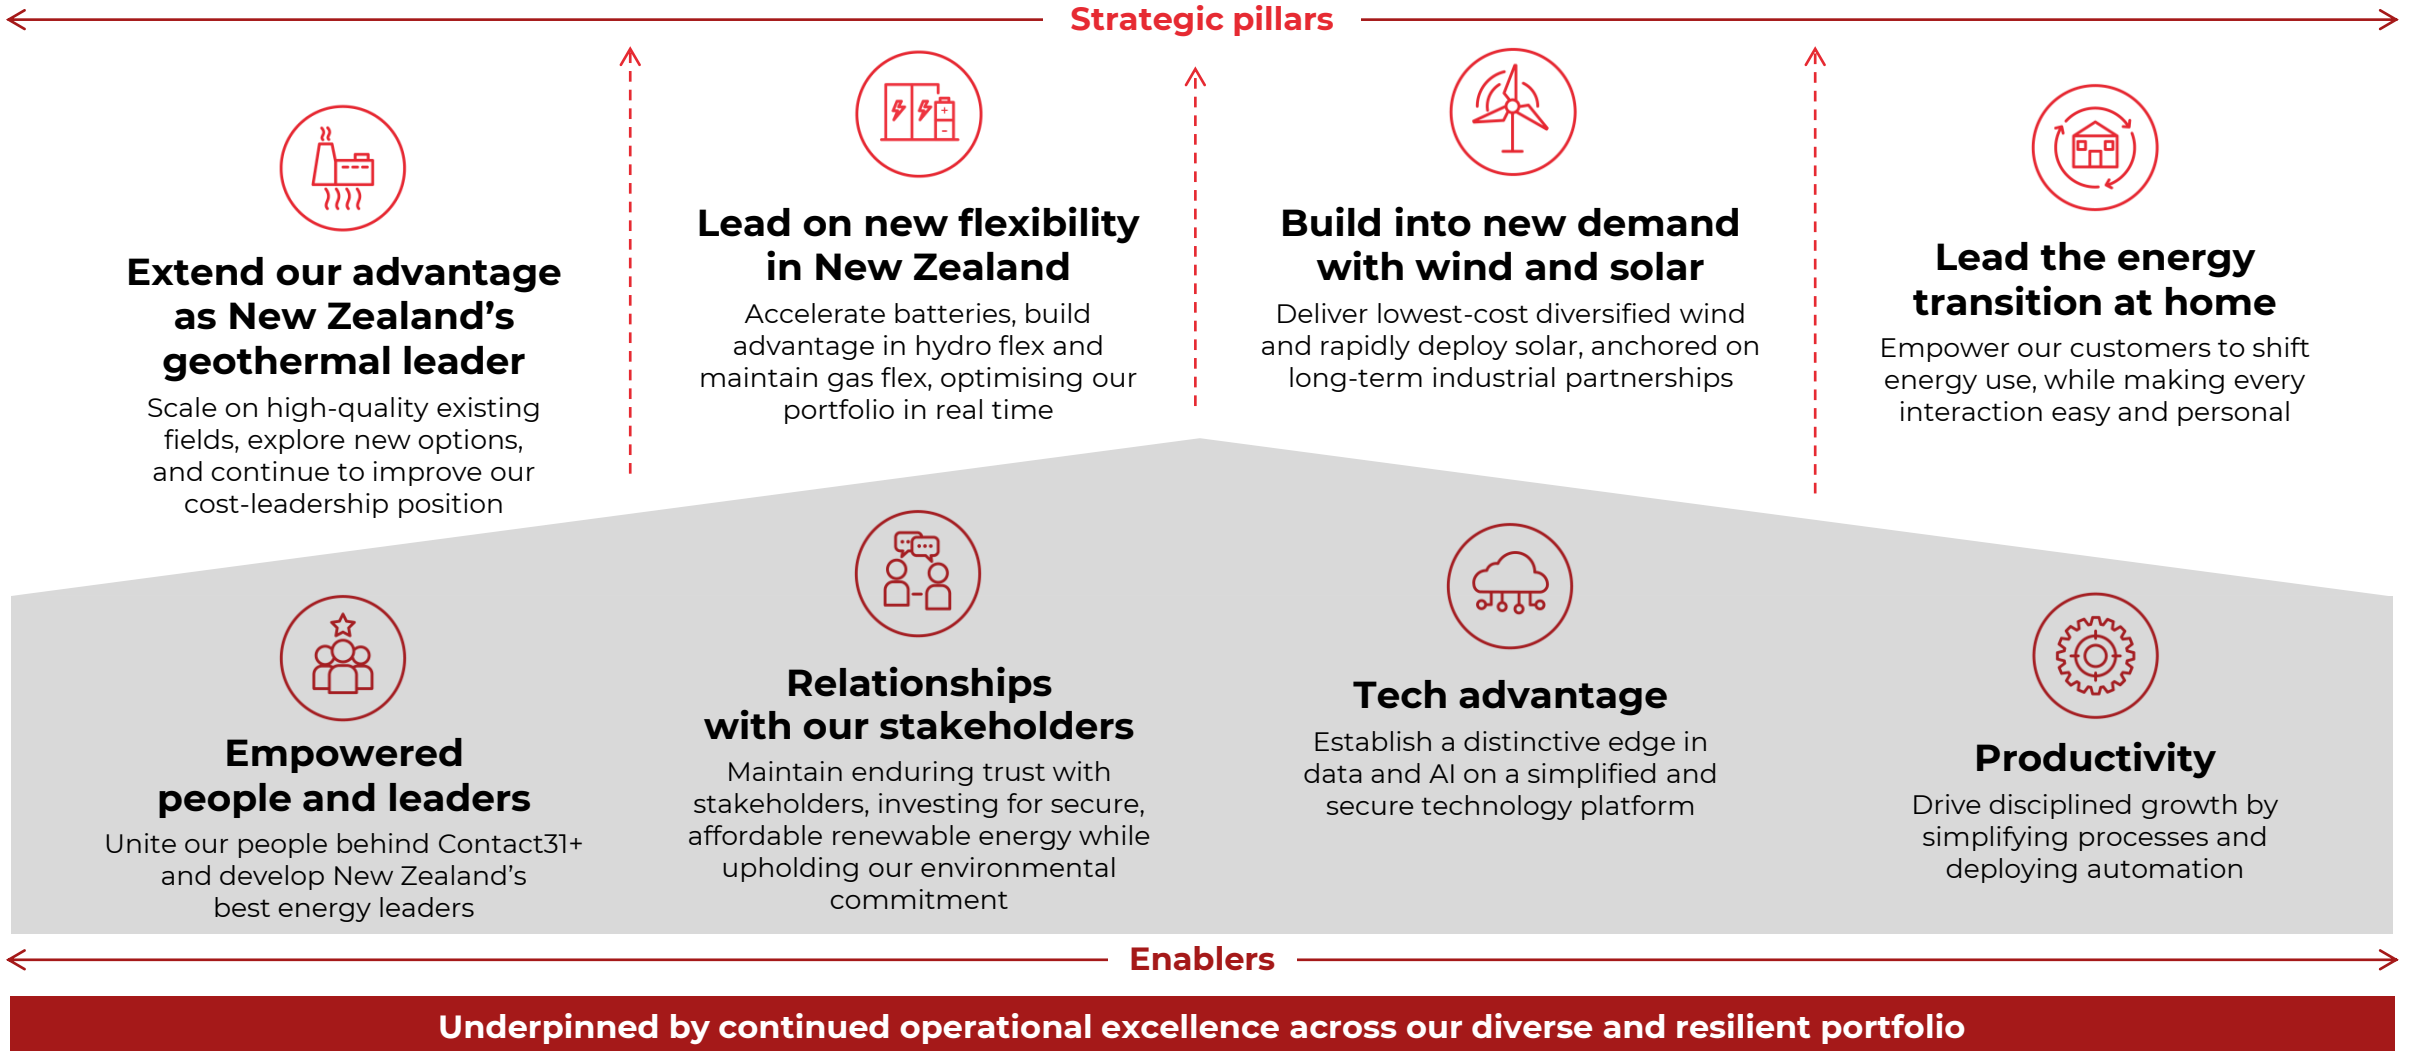 Strategic pillars
Extend our advantage
as New Zealand’s
geothermal leader
Scale on high-quality existing
fields, explore new options,
and continue to improve our
cost-leadership position
Lead on new flexibility
in New Zealand
Accelerate batteries, build
advantage in hydro flex and
maintain gas flex, optimising our
portfolio in real time
Build into new demand
with wind and solar
Deliver lowest-cost diversified wind
and rapidly deploy solar, anchored on
long-term industrial partnerships
Lead the energy
transition at home
Empower our customers to shift
energy use, while making every
interaction easy and personal
Empowered
people and leaders
Unite our people behind Contact31+
and develop New Zealand’s
best energy leaders
Relationships
with our stakeholders
Maintain enduring trust with
stakeholders, investing for secure,
affordable renewable energy while
upholding our environmental
commitment
Tech advantage
Establish a distinctive edge in
data and AI on a simplified and
secure technology platform
Productivity
Drive disciplined growth by
simplifying processes and
deploying automation
Enablers
Underpinned by continued operational excellence across our diverse and resilient portfolio